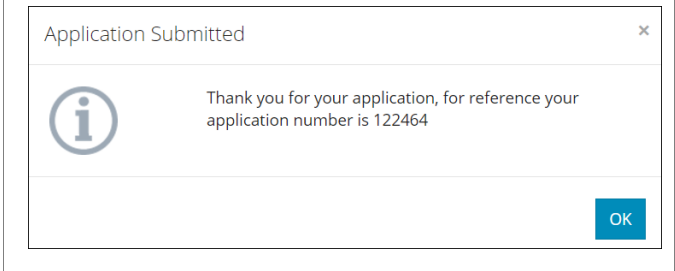 Application Submitted
×
Thank you for your application, for reference your
application number is 122464
OK